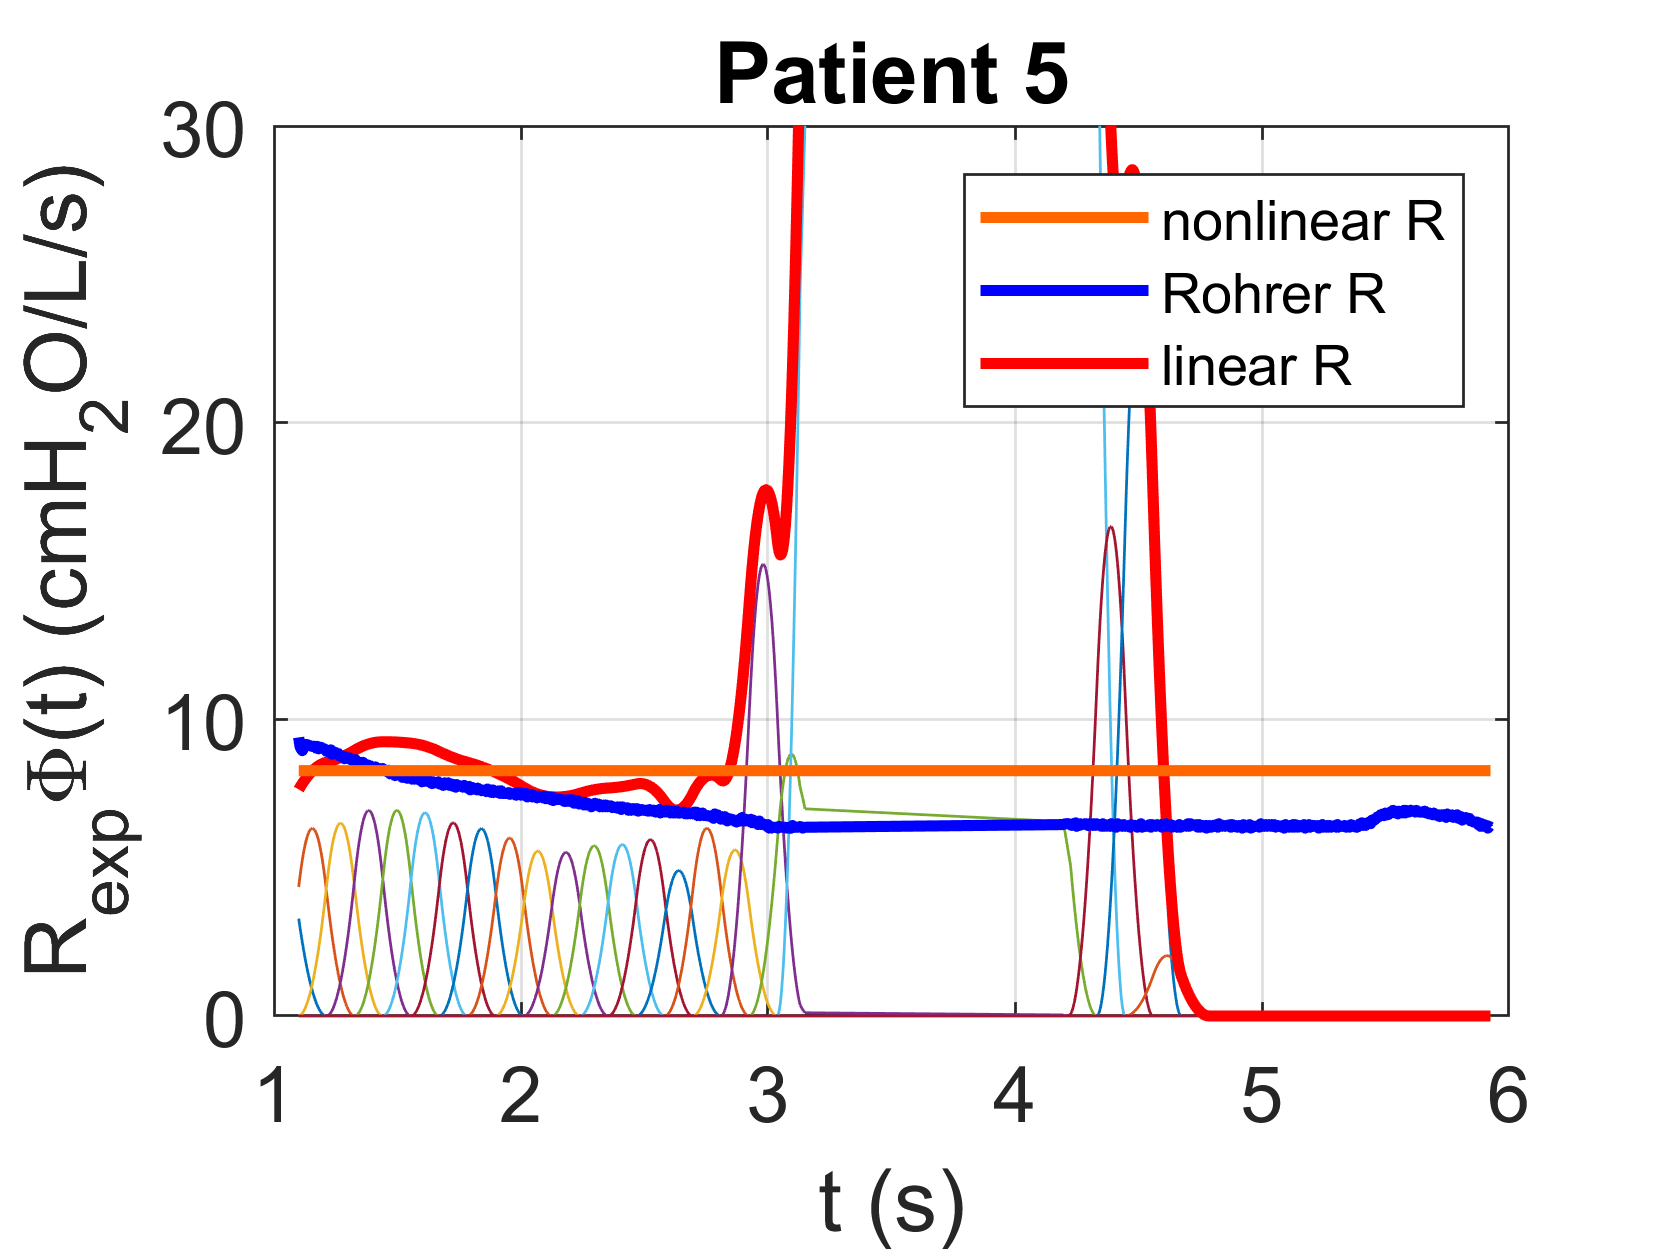 Patient 5
R_exp Φ(t) (cmH_2O/L/s)
30
20
10
0
nonlinear R
Rohrer R
linear R
1 2 3 4 5 6
t (s)